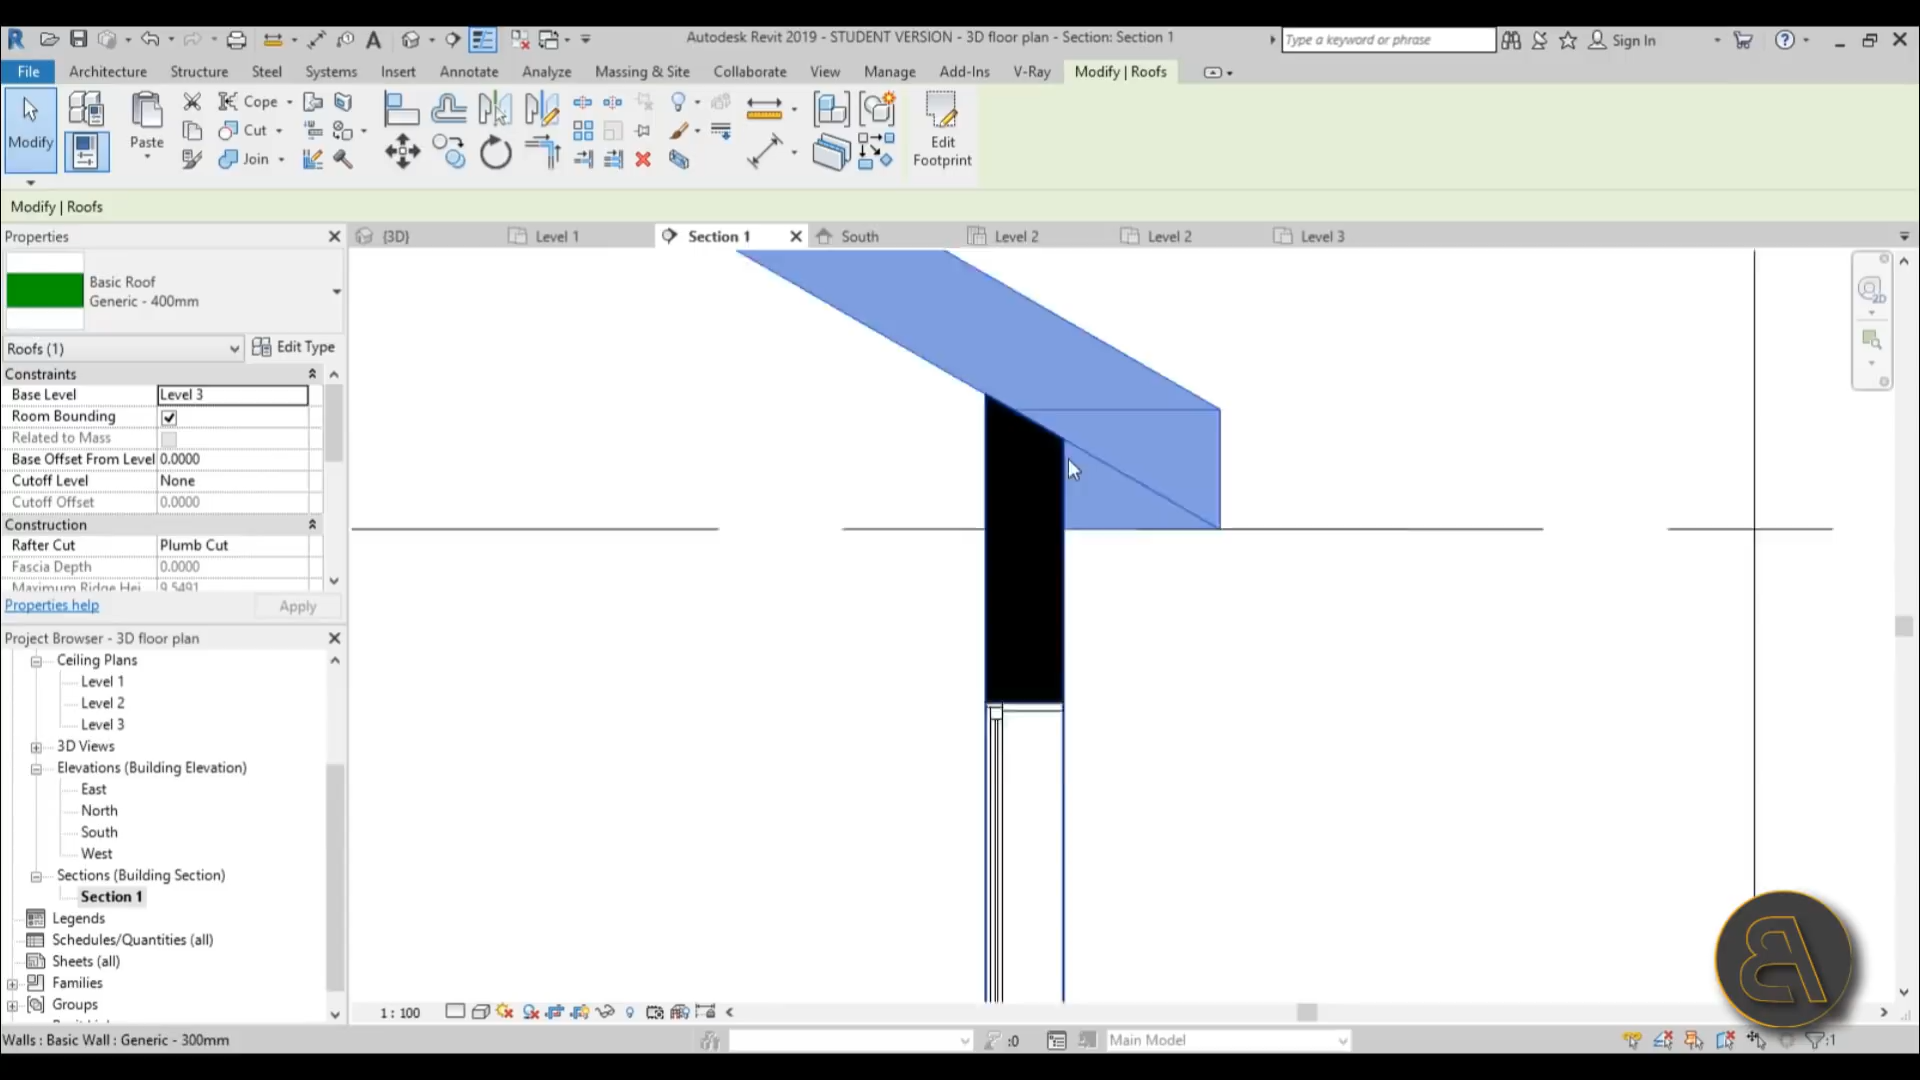 Autodesk Revit 2019 - STUDENT VERSION - 3D floor plan - Section: Section 1
Type a keyword or phrase
Sign In
File Architecture Structure Steel Systems Insert Annotate Analyze Massing & Site Collaborate View Manage Add-Ins V-Ray Modify | Roofs
Modify
Paste
Cope
Cut
Join
Edit
Footprint
Modify | Roofs
Properties
{3D} Level 1 Section 1 South Level 2 Level 2 Level 3
Basic Roof
Generic - 400mm
Roofs (1) Edit Type
Constraints
Base Level Level 3
Room Bounding
Related to Mass
Base Offset From Level 0.0000
Cutoff Level None
Cutoff Offset 0.0000
Construction
Rafter Cut Plumb Cut
Fascia Depth 0.0000
Maximum Ridge Hei... 9.5491
Properties help Apply
Project Browser - 3D floor plan
Ceiling Plans
Level 1
Level 2
Level 3
3D Views
Elevations (Building Elevation)
East
North
South
West
Sections (Building Section)
Section 1
Legends
Schedules/Quantities (all)
Sheets (all)
Families
Groups
1 : 100
2D
Walls : Basic Wall : Generic - 300mm
:0
Main Model
:1